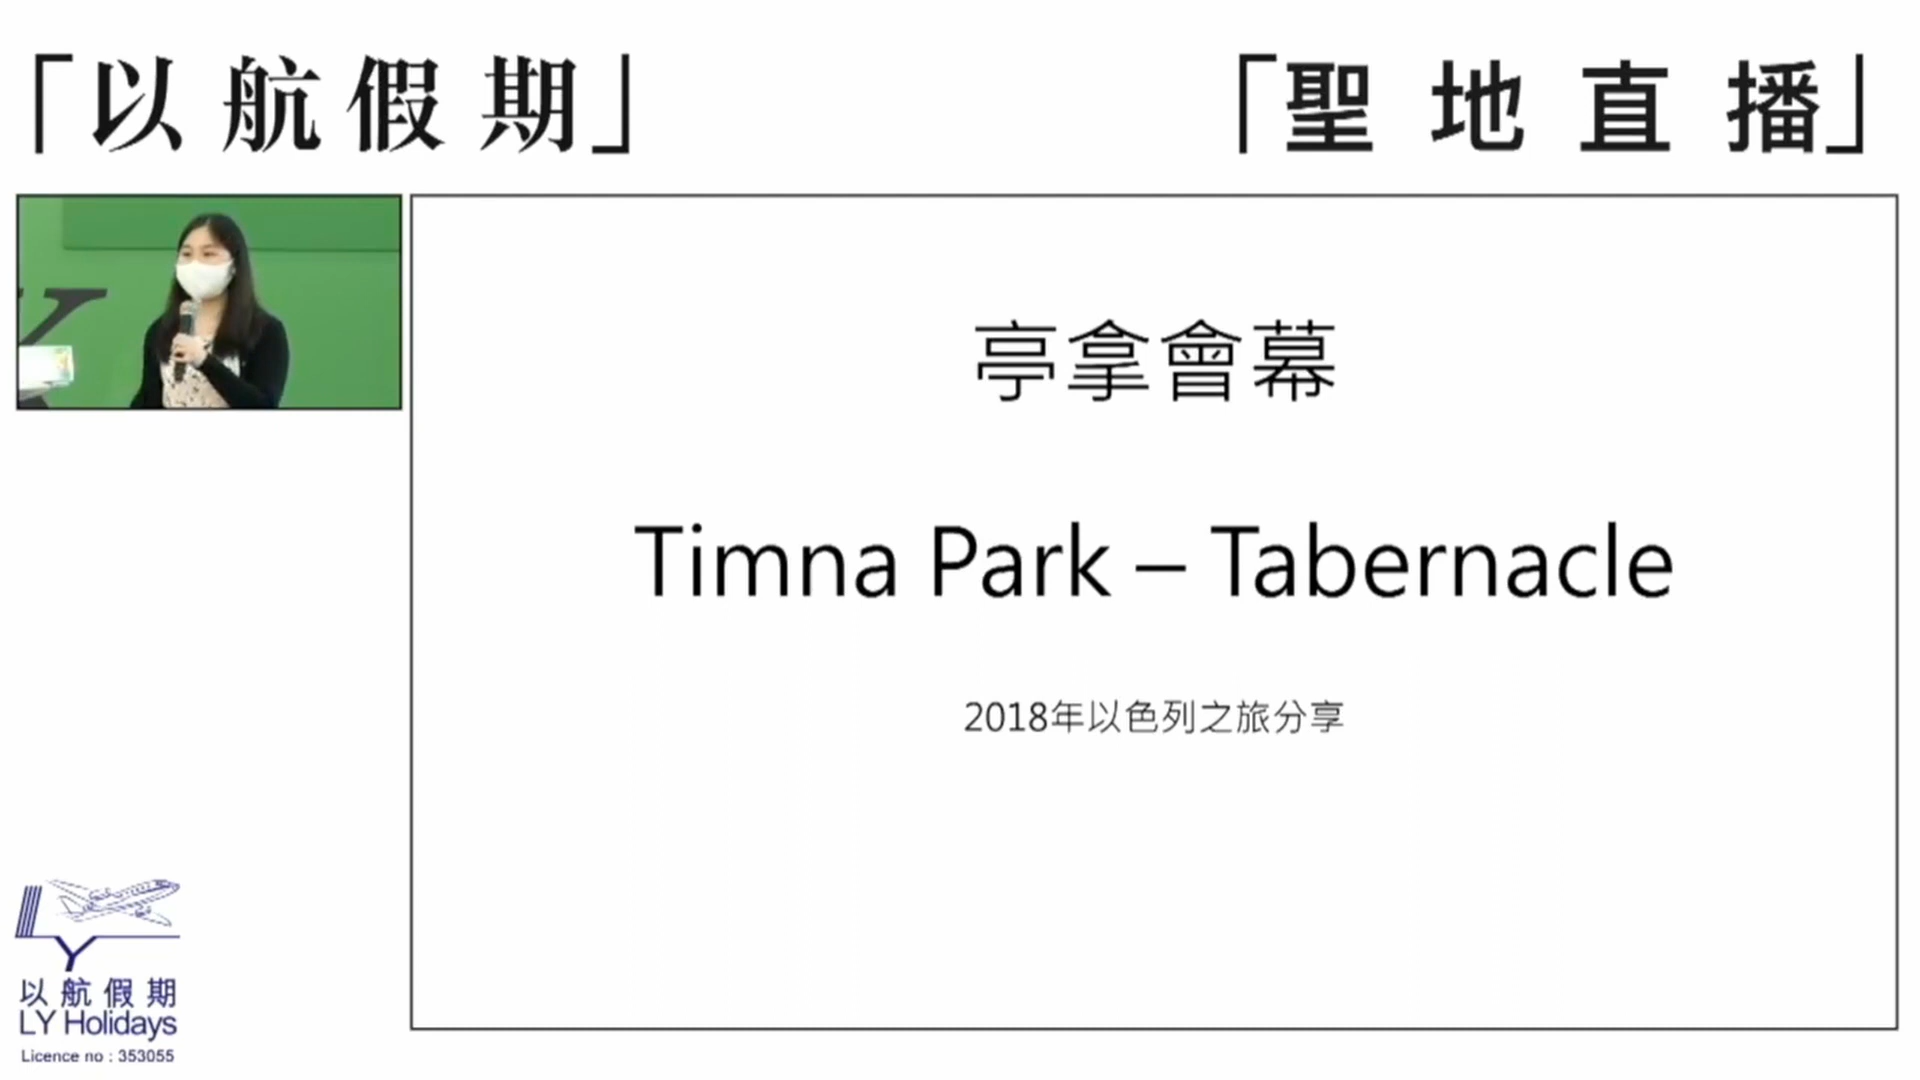 「以航假期」
「聖地直播」
亭拿會幕
Timna Park – Tabernacle
2018年以色列之旅分享
以航假期
LY Holidays
Licence no : 353055